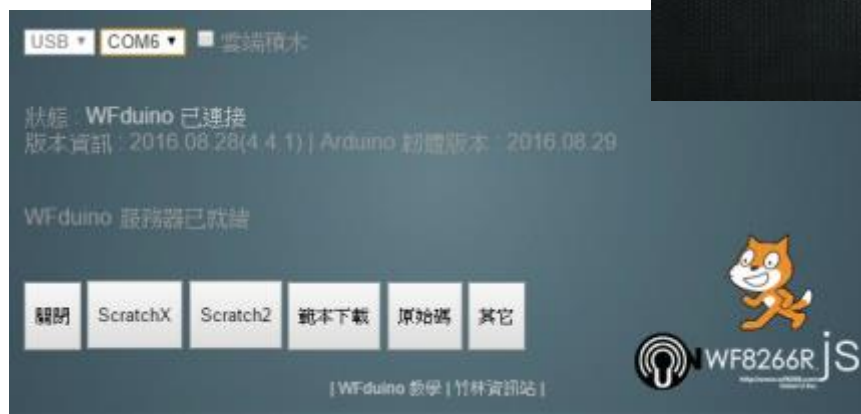 USB COM6 雲端積木
狀態 : WFduino 已連接
版本資訊 : 2016.08.28(4.4.1) | Arduino 韌體版本 : 2016.08.29
WFduino 服務器已就緒
關閉 ScratchX Scratch2 範本下載 原始碼 其它
WF8266R JS
| WFduino 教學 | 竹林資訊站 |